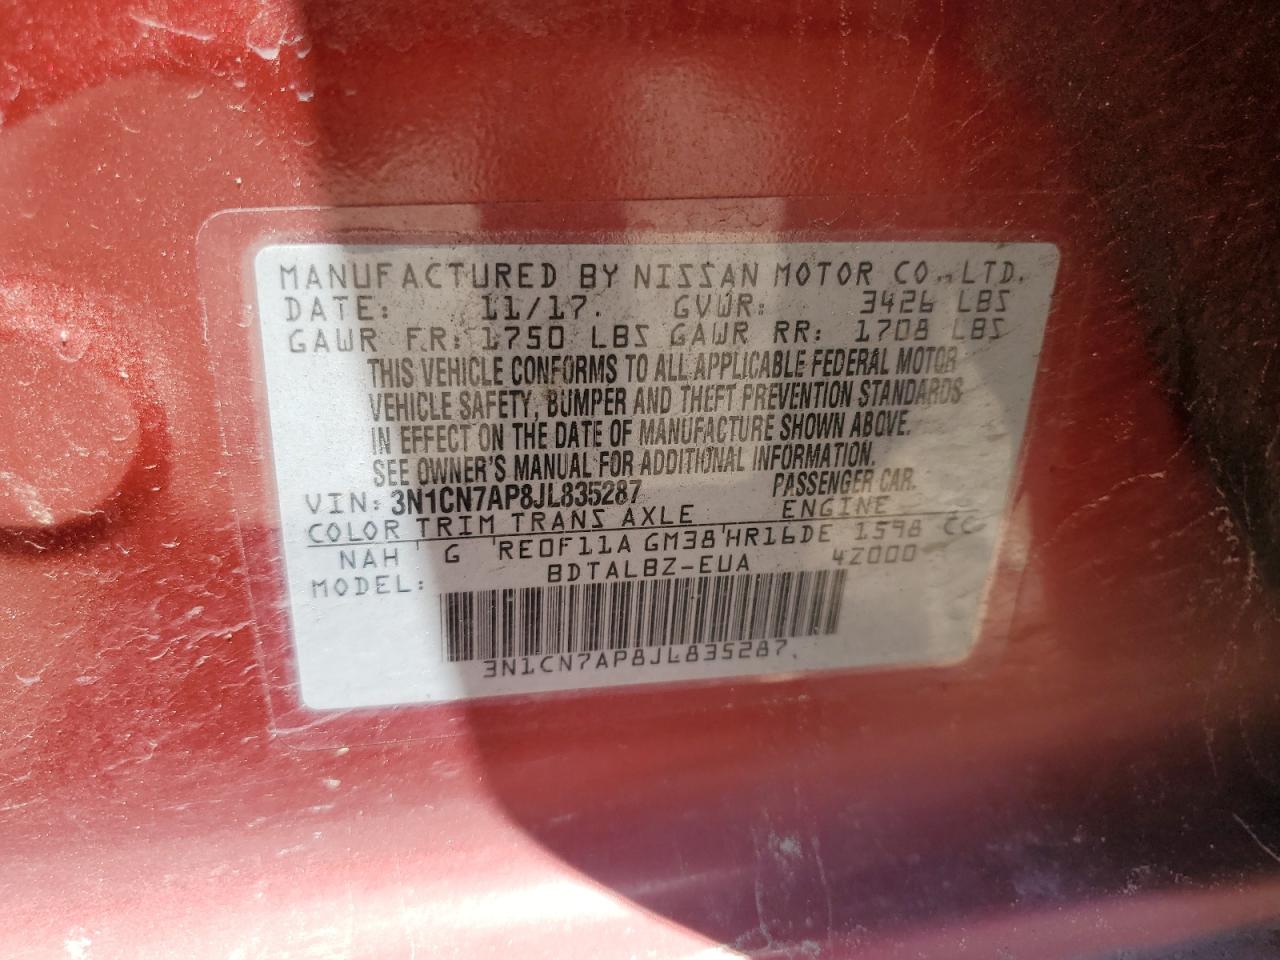 MANUFACTURED BY NISSAN MOTOR CO., LTD.
DATE: 11/17. GVWR: 3426 LBS
GAWR FR: 1750 LBS GAWR RR: 1708 LBS
THIS VEHICLE CONFORMS TO ALL APPLICABLE FEDERAL MOTOR
VEHICLE SAFETY, BUMPER AND THEFT PREVENTION STANDARDS
IN EFFECT ON THE DATE OF MANUFACTURE SHOWN ABOVE.
SEE OWNER'S MANUAL FOR ADDITIONAL INFORMATION.
VIN: 3N1CN7AP8JL835287 PASSENGER CAR.
COLOR TRIM TRANS AXLE ENGINE
NAH G RE0F11A GM38 HR16DE 1598 CC
MODEL: BDTALBZ-EUA 4Z000
3N1CN7AP8JL835287